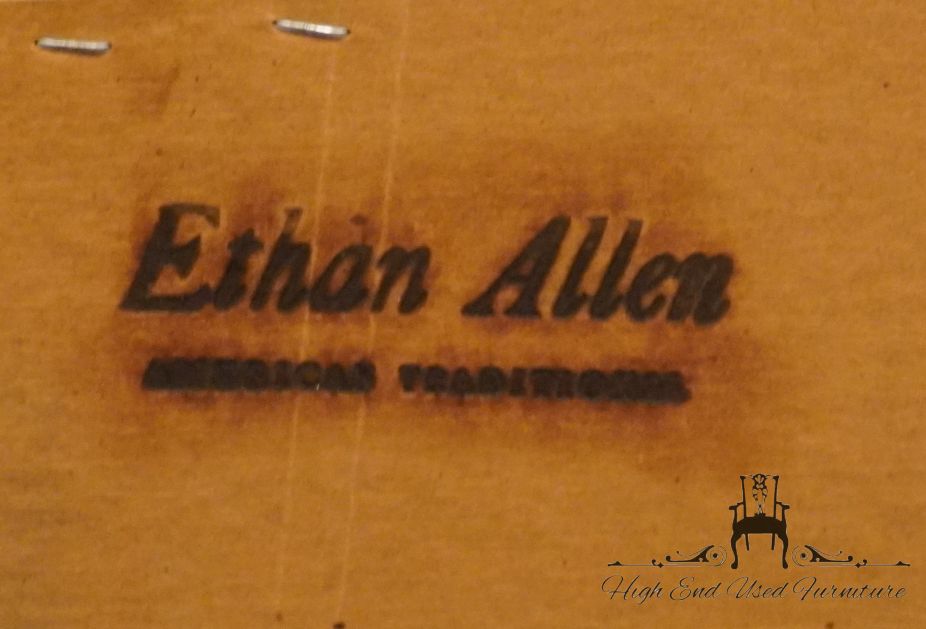 Ethan Allen
AMERICAN TRADITIONAL
High End Used Furniture